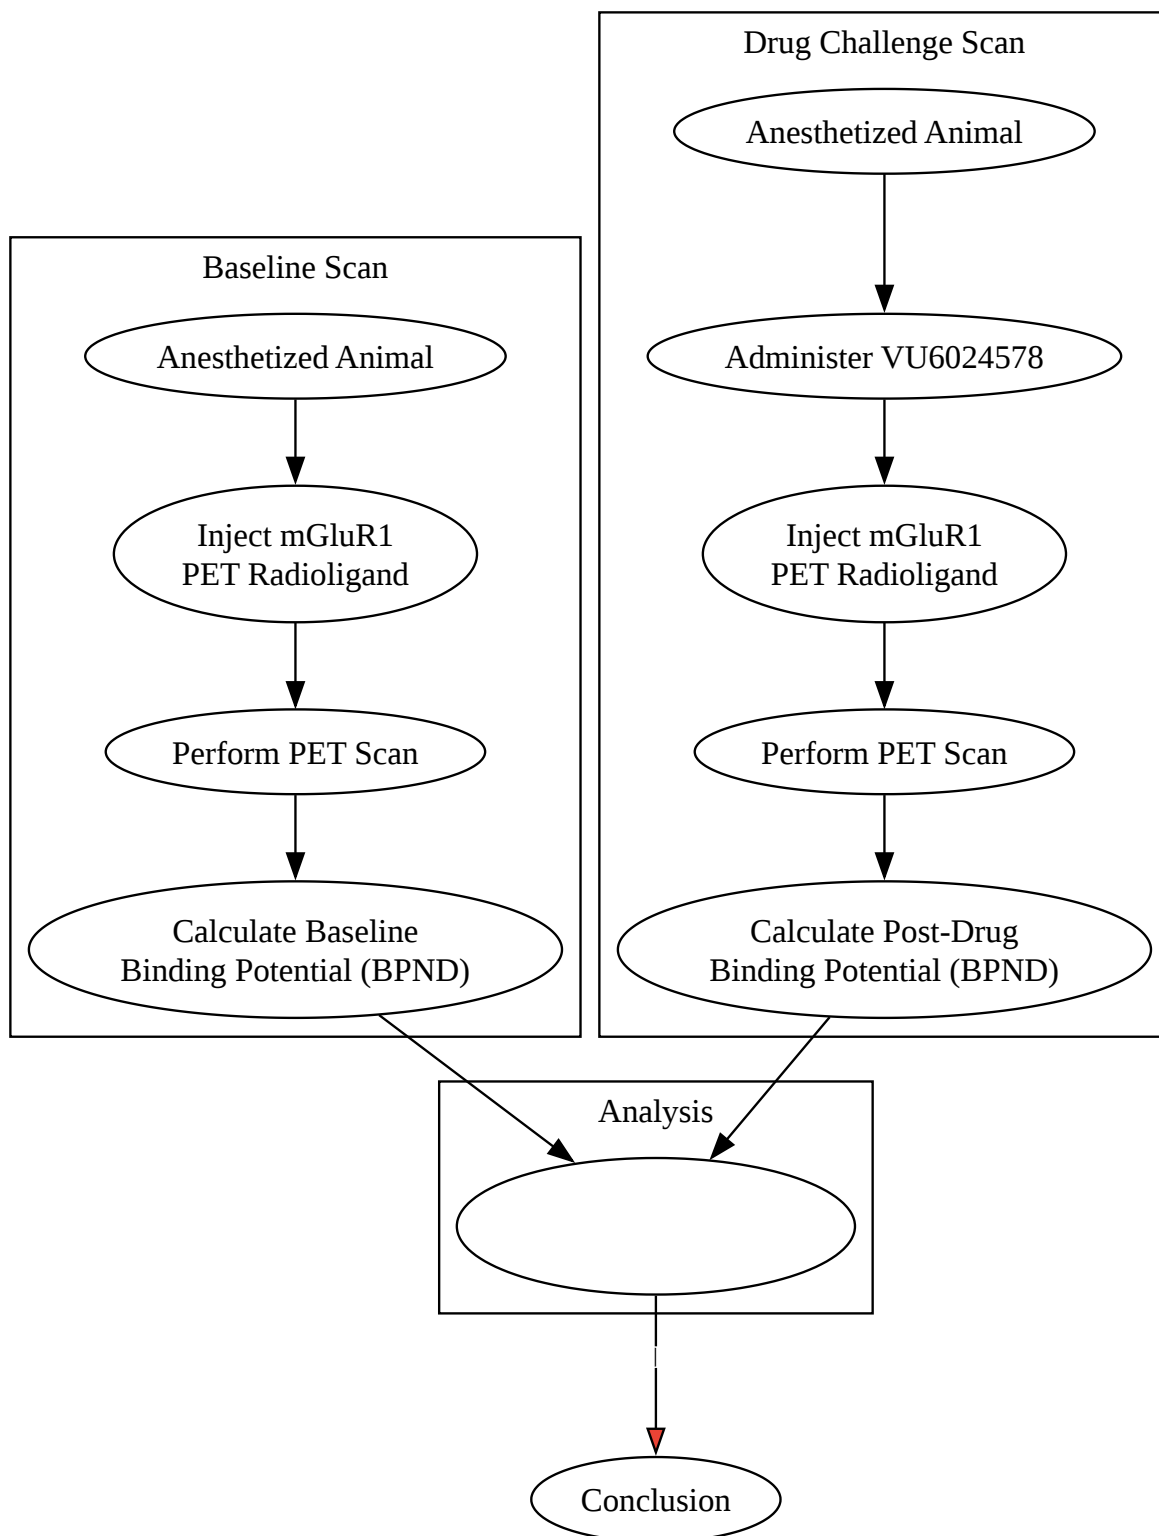 Drug Challenge Scan
Anesthetized Animal
Administer VU6024578
Inject mGluR1
PET Radioligand
Perform PET Scan
Calculate Post-Drug
Binding Potential (BPND)
Baseline Scan
Anesthetized Animal
Inject mGluR1
PET Radioligand
Perform PET Scan
Calculate Baseline
Binding Potential (BPND)
Analysis
Conclusion